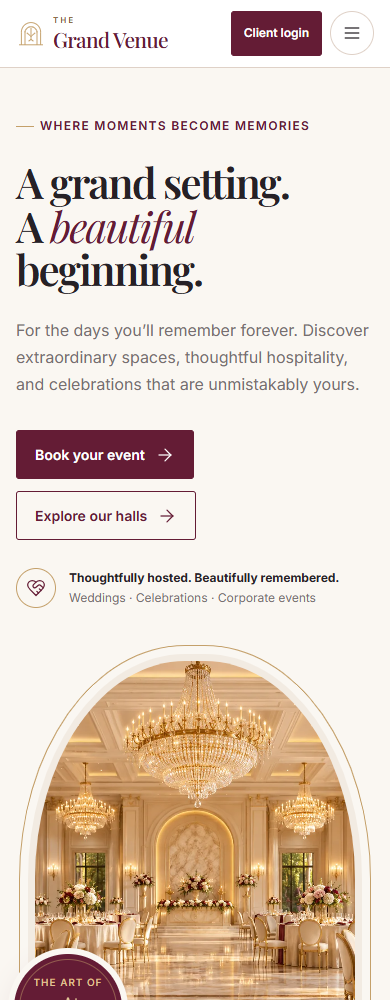 THE
Grand Venue
Client login
WHERE MOMENTS BECOME MEMORIES
A grand setting.
A beautiful
beginning.
For the days you’ll remember forever. Discover
extraordinary spaces, thoughtful hospitality,
and celebrations that are unmistakably yours.
Book your event
Explore our halls
Thoughtfully hosted. Beautifully remembered.
Weddings · Celebrations · Corporate events
THE ART OF